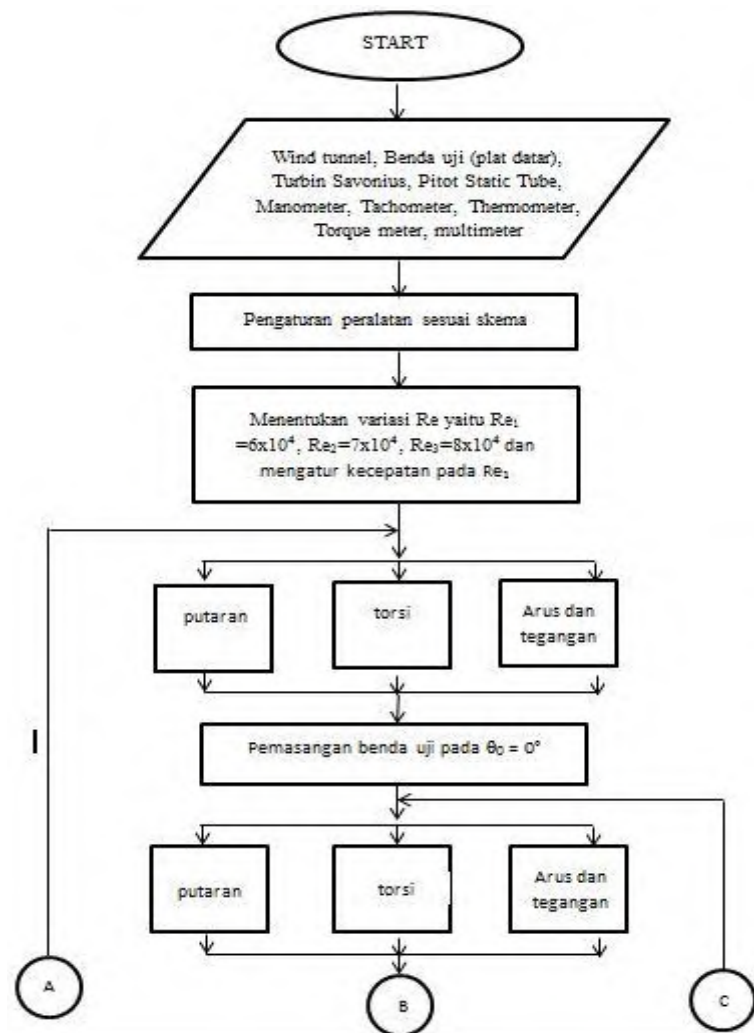 START
Wind tunnel, Benda uji (plat datar),
Turbin Savonius, Pitot Static Tube,
Manometer, Tachometer, Thermometer,
Torque meter, multimeter
Pengaturan peralatan sesuai skema
Menentukan variasi Re yaitu Re₁
=6x10⁴, Re₂=7x10⁴, Re₃=8x10⁴ dan
mengatur kecepatan pada Re₁
putaran
torsi
Arus dan
tegangan
I
Pemasangan benda uji pada θ₀ = 0°
putaran
torsi
Arus dan
tegangan
A
B
C